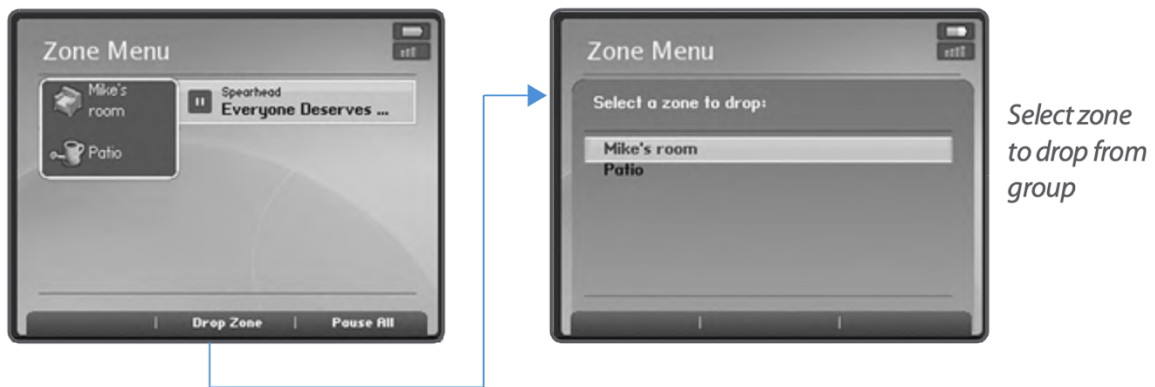 Zone Menu
Mike's
room
Patio
Spearhead
Everyone Deserves ...
Drop Zone | Pause All
Zone Menu
Select a zone to drop:
Mike's room
Patio
Select zone
to drop from
group